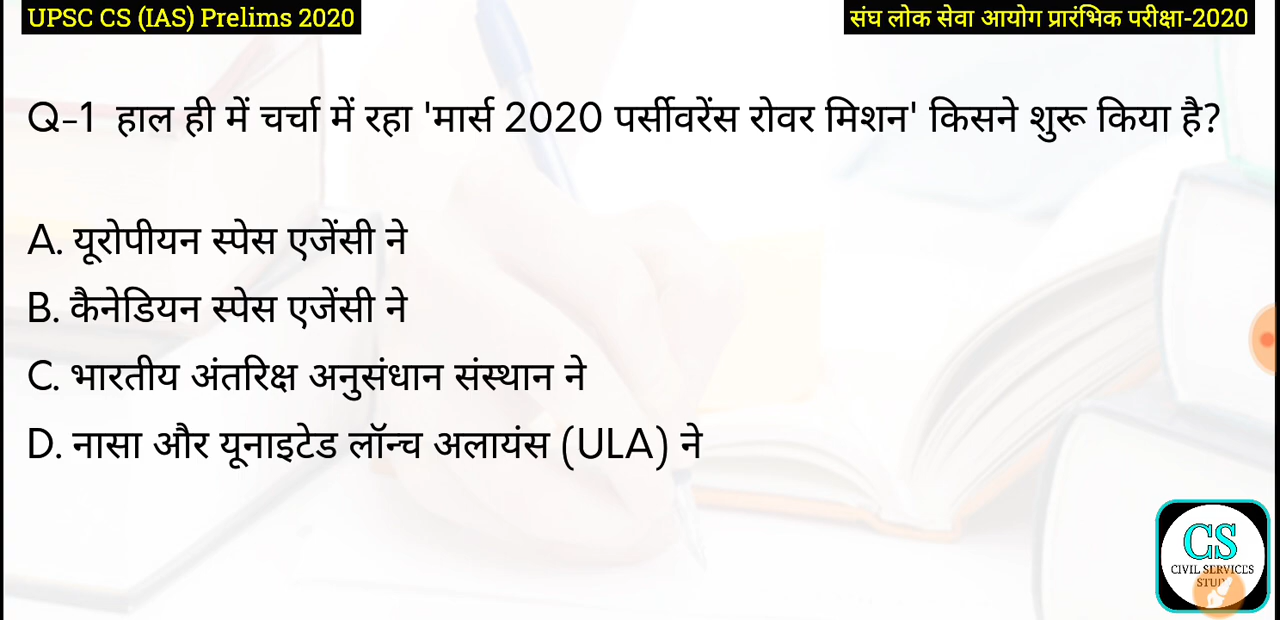 UPSC CS (IAS) Prelims 2020
संघ लोक सेवा आयोग प्रारंभिक परीक्षा-2020
Q-1 हाल ही में चर्चा में रहा 'मार्स 2020 पर्सीवरेंस रोवर मिशन' किसने शुरू किया है?
A. यूरोपीयन स्पेस एजेंसी ने
B. कैनेडियन स्पेस एजेंसी ने
C. भारतीय अंतरिक्ष अनुसंधान संस्थान ने
D. नासा और यूनाइटेड लॉन्च अलायंस (ULA) ने
CS
CIVIL SERVICES